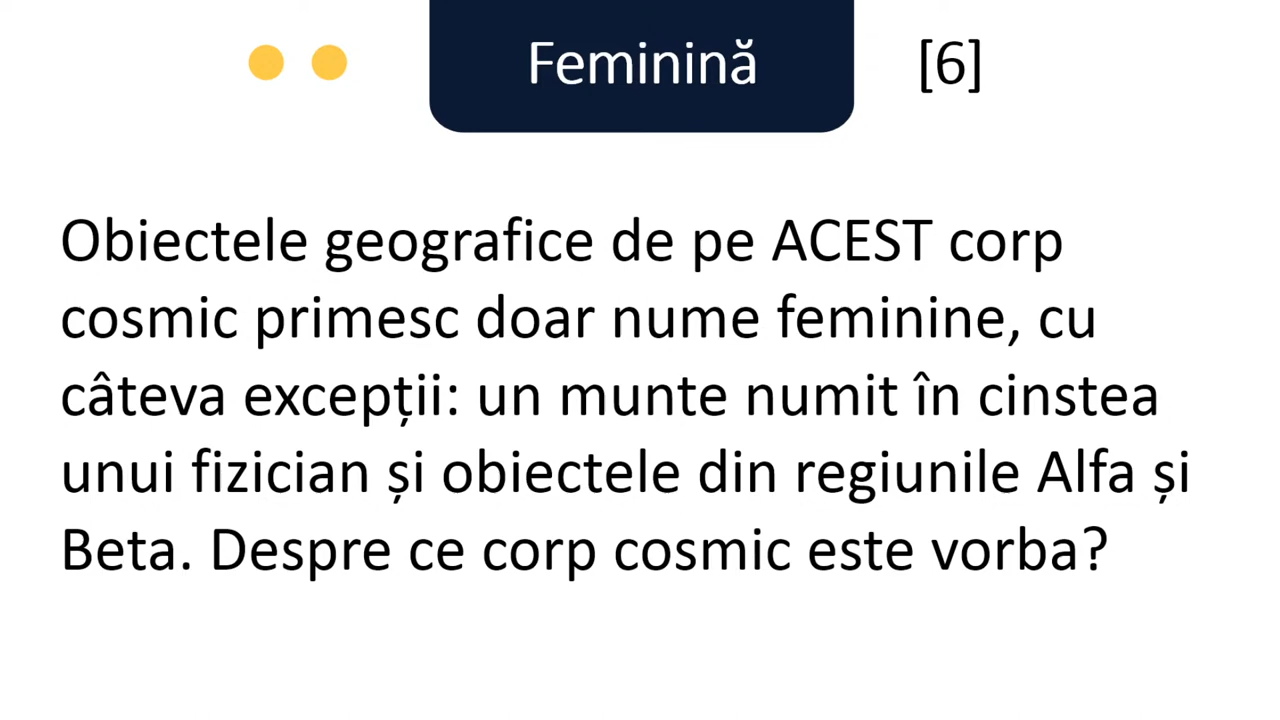 Feminină
[6]
Obiectele geografice de pe ACEST corp
cosmic primesc doar nume feminine, cu
câteva excepții: un munte numit în cinstea
unui fizician și obiectele din regiunile Alfa și
Beta. Despre ce corp cosmic este vorba?